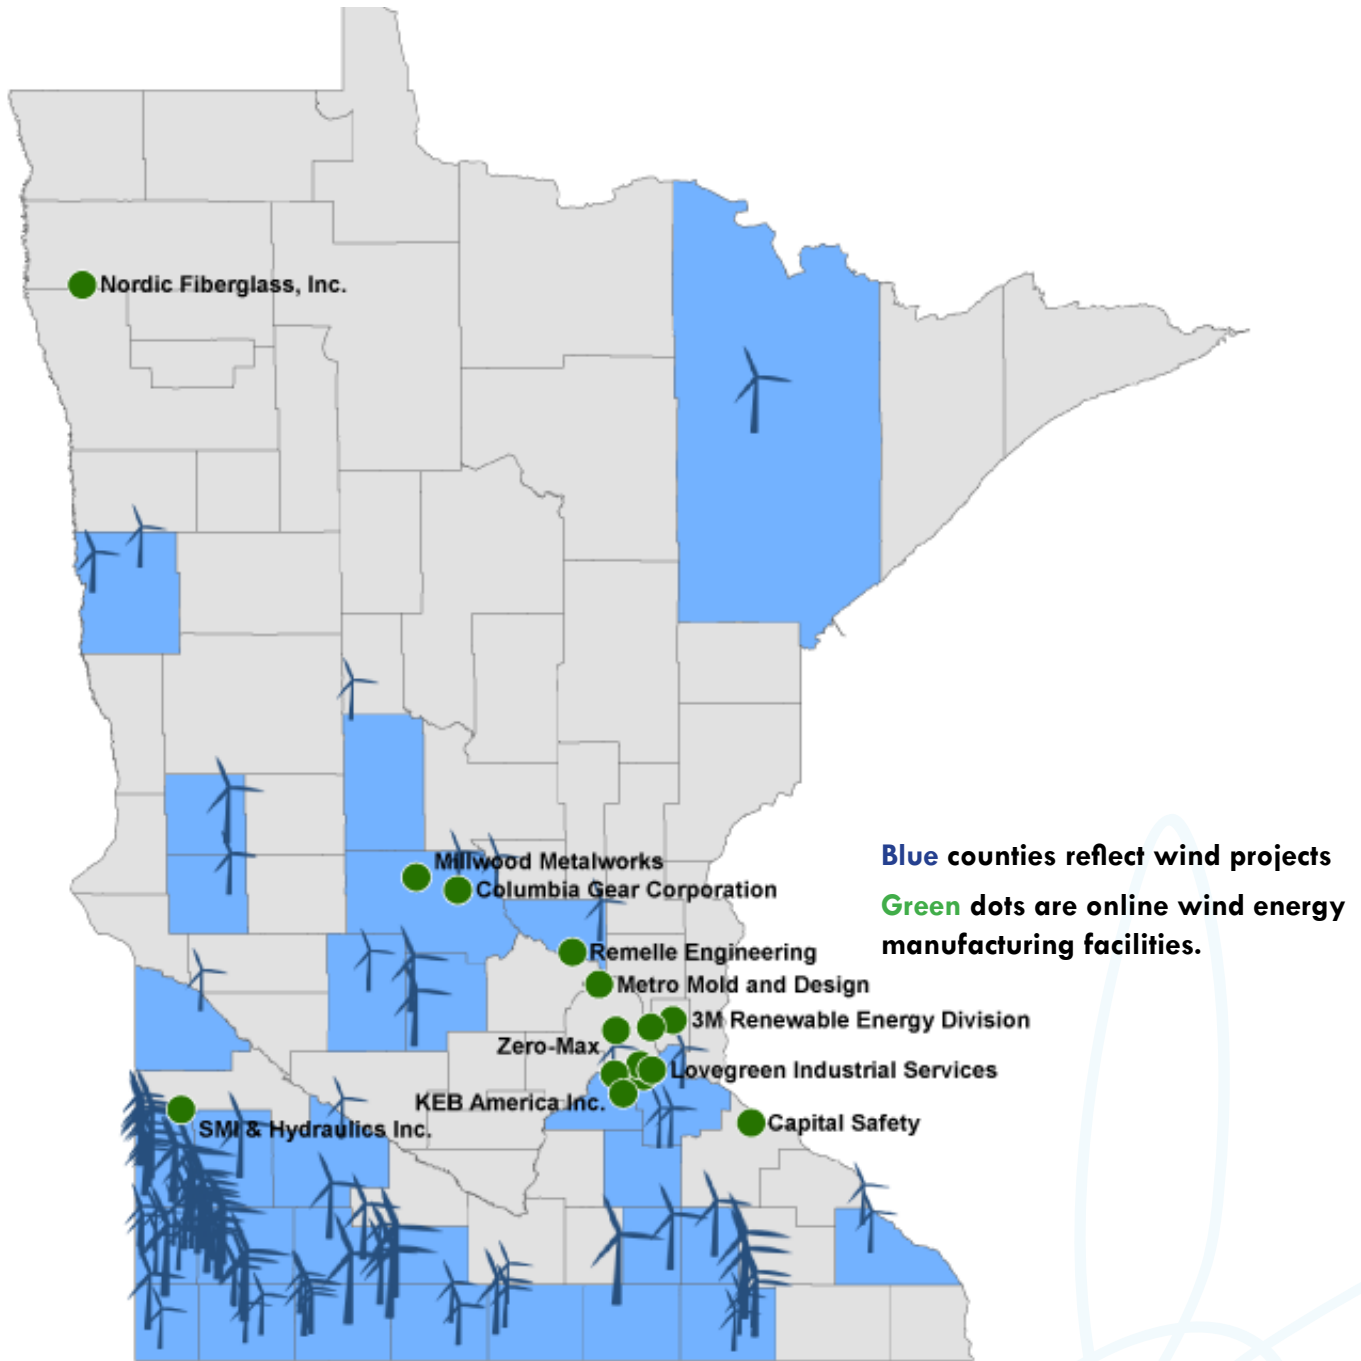 Nordic Fiberglass, Inc.
Millwood Metalworks
Columbia Gear Corporation
Blue counties reflect wind projects
Green dots are online wind energy
manufacturing facilities.
Remelle Engineering
Metro Mold and Design
3M Renewable Energy Division
Zero-Max
Lovegreen Industrial Services
KEB America Inc.
Capital Safety
SMI & Hydraulics Inc.